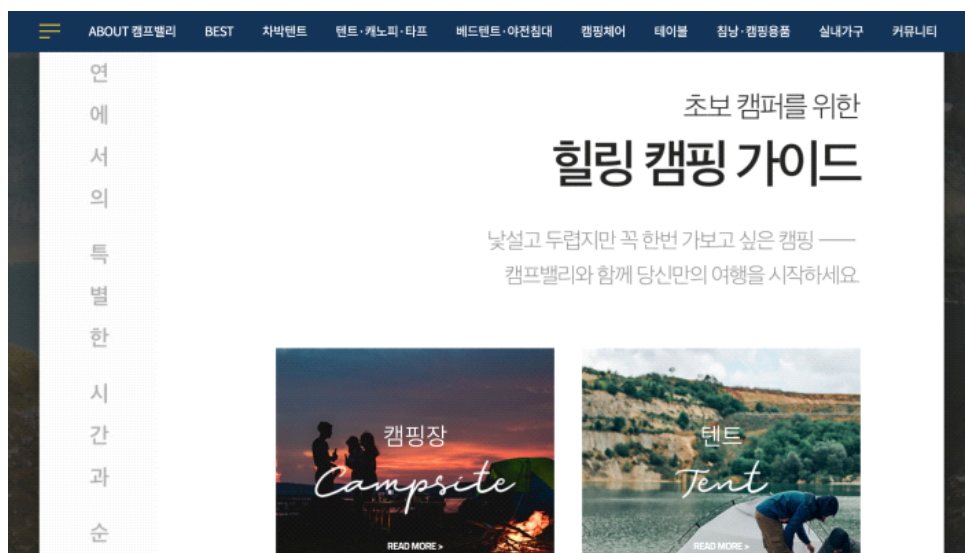 ABOUT 캠프밸리 BEST 차박텐트 텐트·캐노피·타프 베드텐트·야전침대 캠핑체어 테이블 침낭·캠핑용품 실내가구 커뮤니티
연에서의 특별한 시간과 순
초보 캠퍼를 위한
힐링 캠핑 가이드
낯설고 두렵지만 꼭 한번 가보고 싶은 캠핑 ——
캠프밸리와 함께 당신만의 여행을 시작하세요.
캠핑장
Campsite
READ MORE >
텐트
Tent
READ MORE >